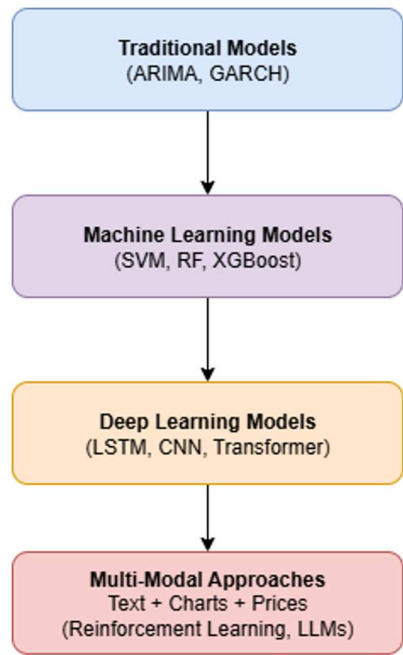 Traditional Models
(ARIMA, GARCH)
Machine Learning Models
(SVM, RF, XGBoost)
Deep Learning Models
(LSTM, CNN, Transformer)
Multi-Modal Approaches
Text + Charts + Prices
(Reinforcement Learning, LLMs)